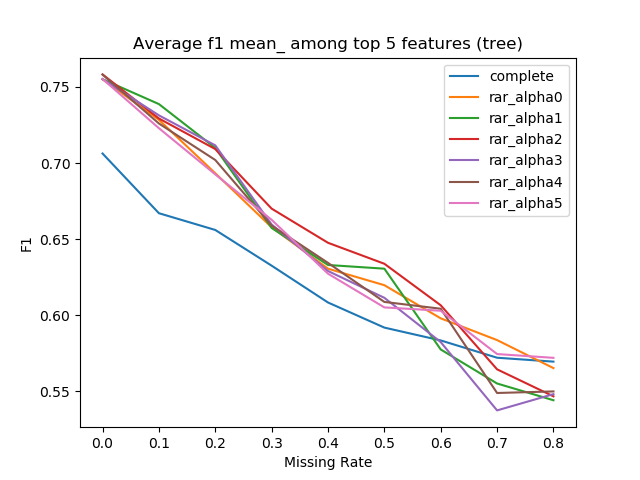 Average f1 mean_ among top 5 features (tree)
complete
rar_alpha0
rar_alpha1
rar_alpha2
rar_alpha3
rar_alpha4
rar_alpha5
0.75
0.70
0.65
0.60
0.55
F1
0.0 0.1 0.2 0.3 0.4 0.5 0.6 0.7 0.8
Missing Rate